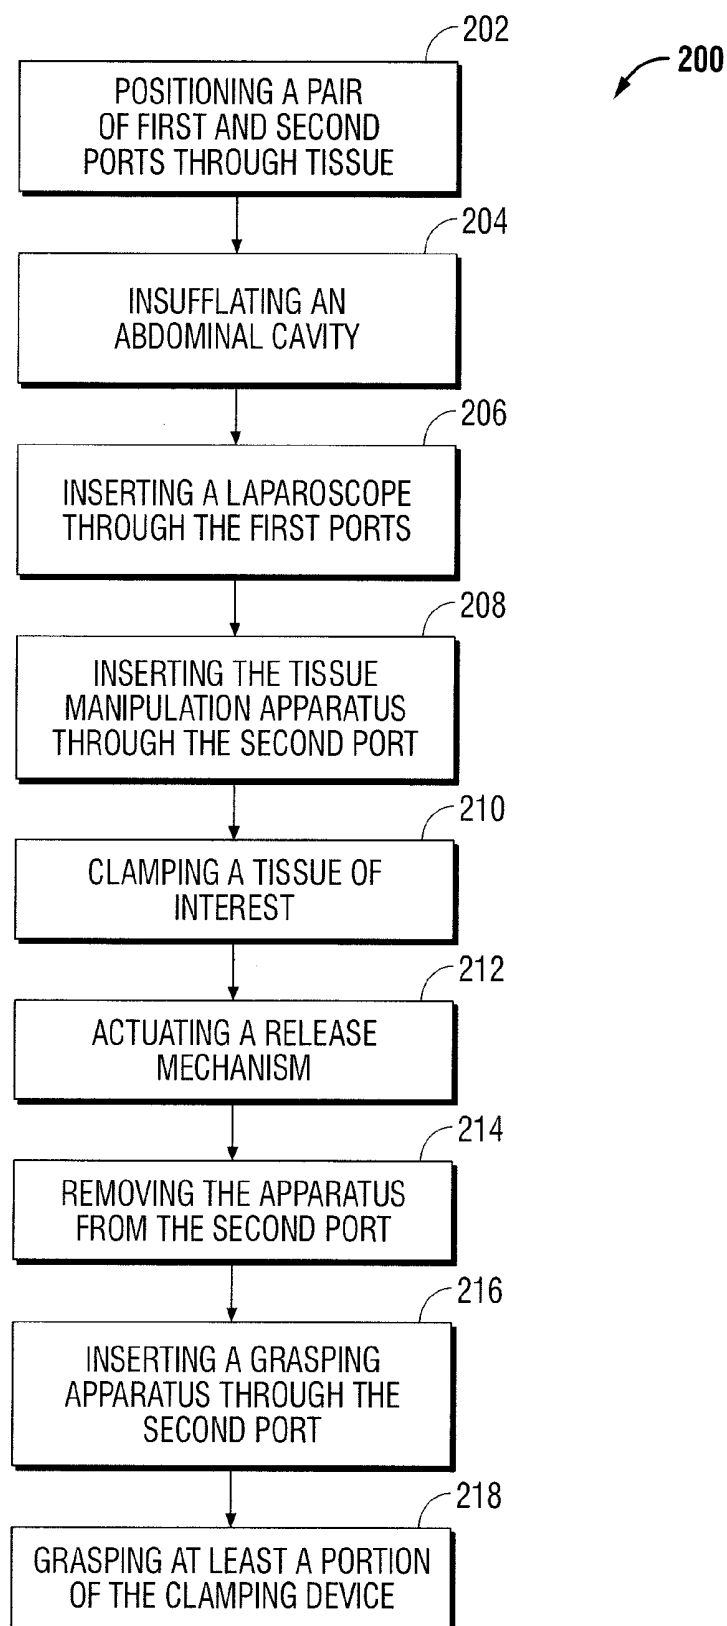 202
200
POSITIONING A PAIR
OF FIRST AND SECOND
PORTS THROUGH TISSUE
204
INSUFFLATING AN
ABDOMINAL CAVITY
206
INSERTING A LAPAROSCOPE
THROUGH THE FIRST PORTS
208
INSERTING THE TISSUE
MANIPULATION APPARATUS
THROUGH THE SECOND PORT
210
CLAMPING A TISSUE OF
INTEREST
212
ACTUATING A RELEASE
MECHANISM
214
REMOVING THE APPARATUS
FROM THE SECOND PORT
216
INSERTING A GRASPING
APPARATUS THROUGH THE
SECOND PORT
218
GRASPING AT LEAST A PORTION
OF THE CLAMPING DEVICE